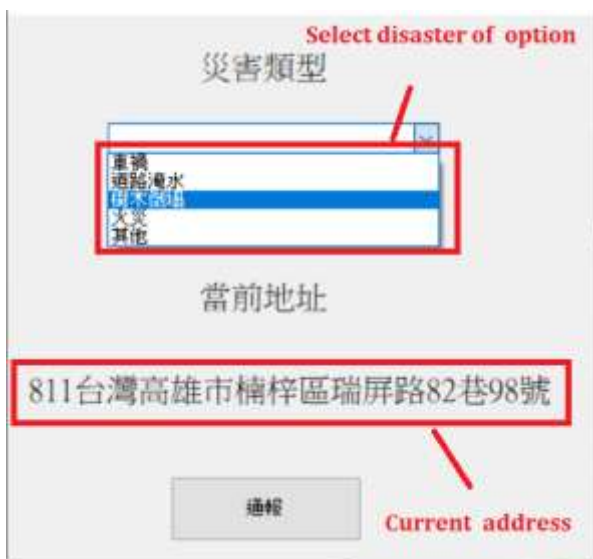 Select disaster of option
災害類型
車禍
道路淹水
樹木倒塌
火災
其他
當前地址
811台灣高雄市楠梓區瑞屏路82巷98號
通報
Current address